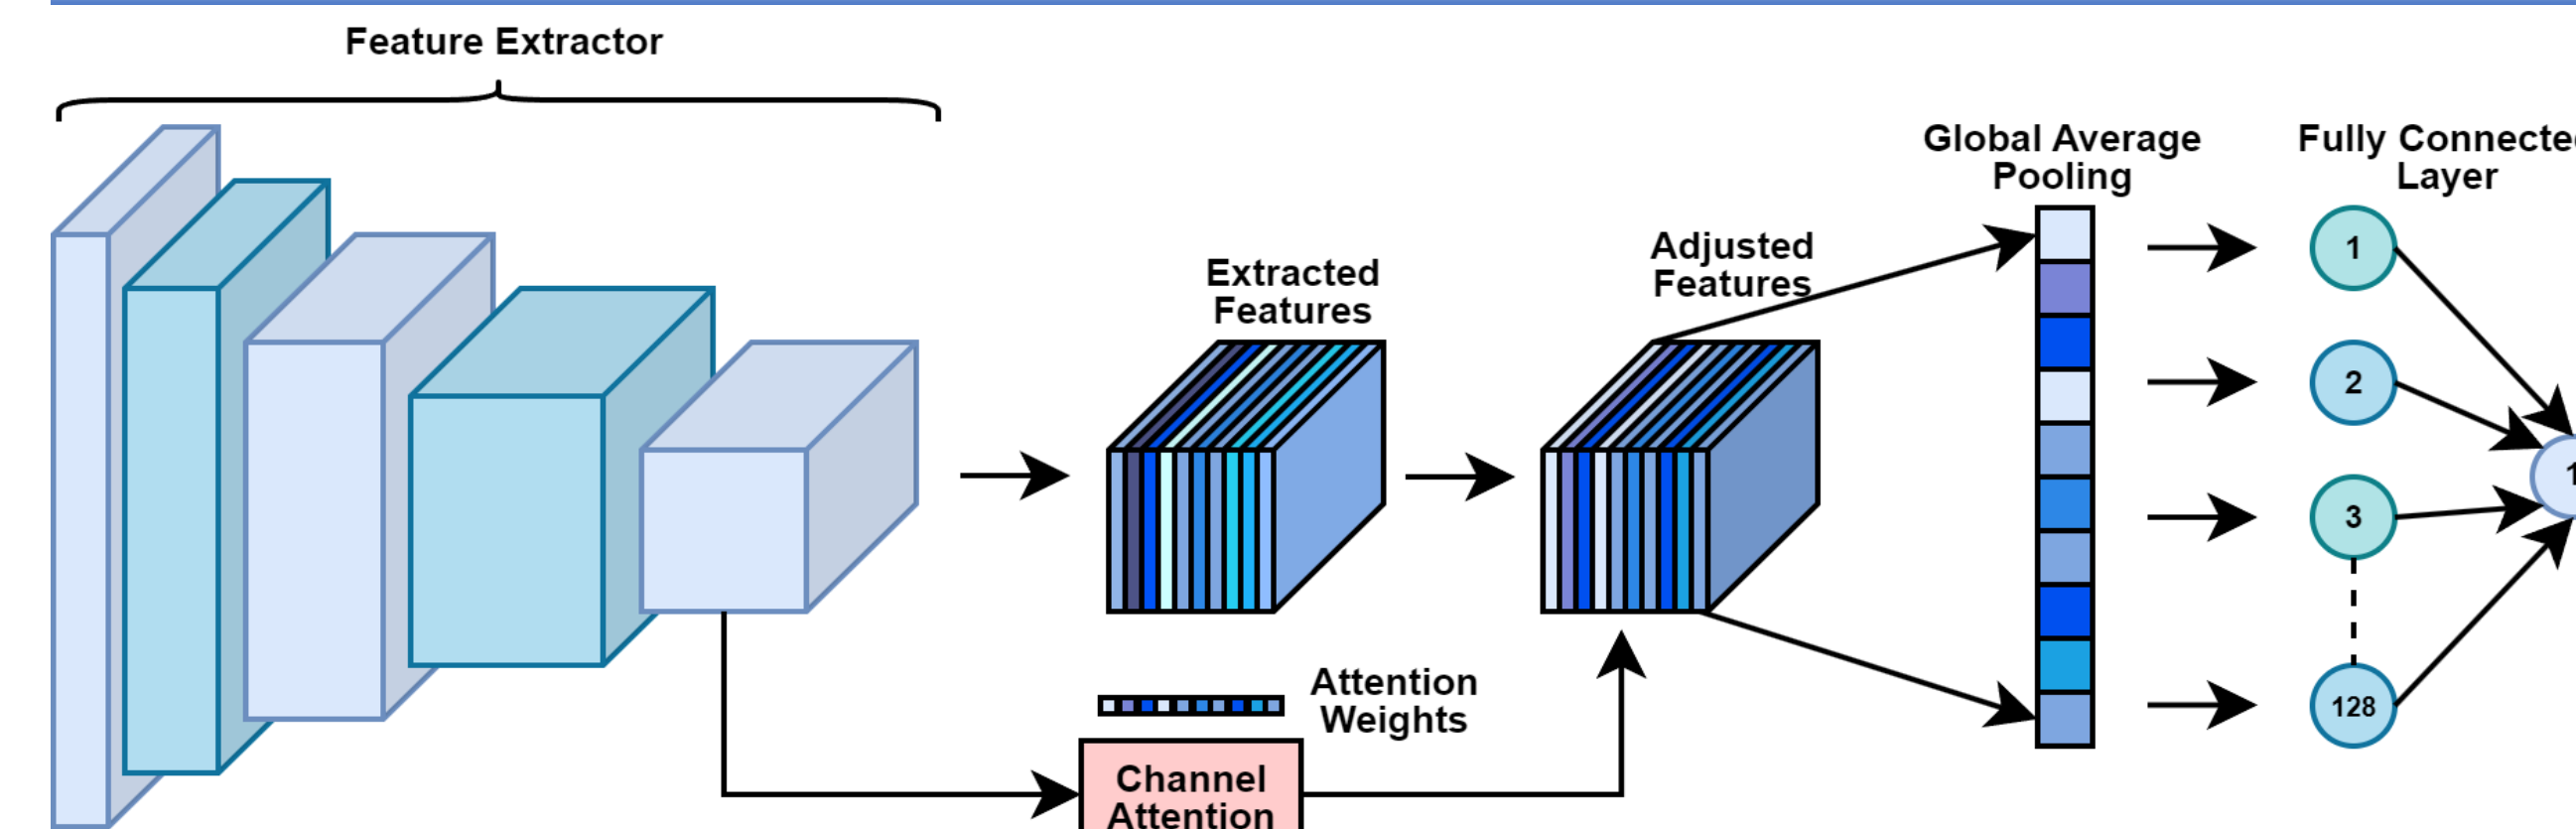 Feature Extractor
Extracted
Features
Adjusted
Features
Global Average
Pooling
Fully Connecte
Layer
1
2
3
128
1
Attention
Weights
Channel
Attention